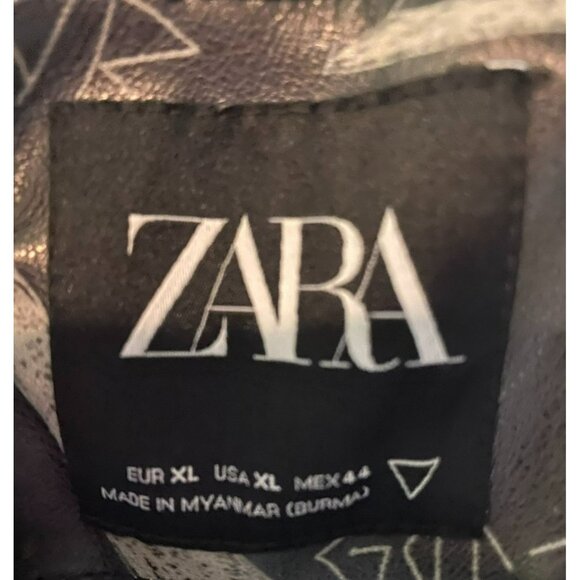 ZARA
EUR XL USA XL MEX 44
MADE IN MYANMAR (BURMA)